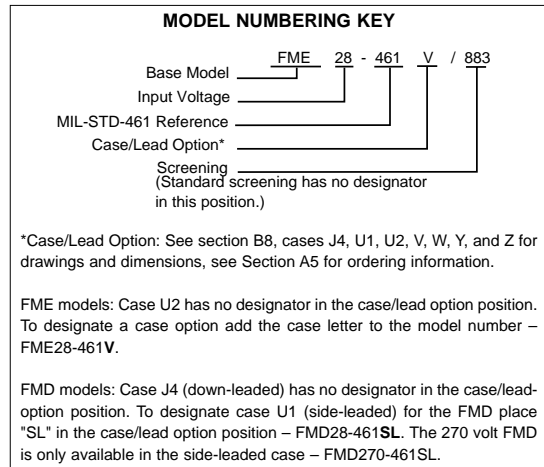 MODEL NUMBERING KEY
FME 28 - 461 V / 883
Base Model
Input Voltage
MIL-STD-461 Reference
Case/Lead Option*
Screening
(Standard screening has no designator
in this position.)
*Case/Lead Option: See section B8, cases J4, U1, U2, V, W, Y, and Z for
drawings and dimensions, see Section A5 for ordering information.
FME models: Case U2 has no designator in the case/lead option position.
To designate a case option add the case letter to the model number –
FME28-461V.
FMD models: Case J4 (down-leaded) has no designator in the case/lead-
option position. To designate case U1 (side-leaded) for the FMD place
"SL" in the case/lead option position – FMD28-461SL. The 270 volt FMD
is only available in the side-leaded case – FMD270-461SL.